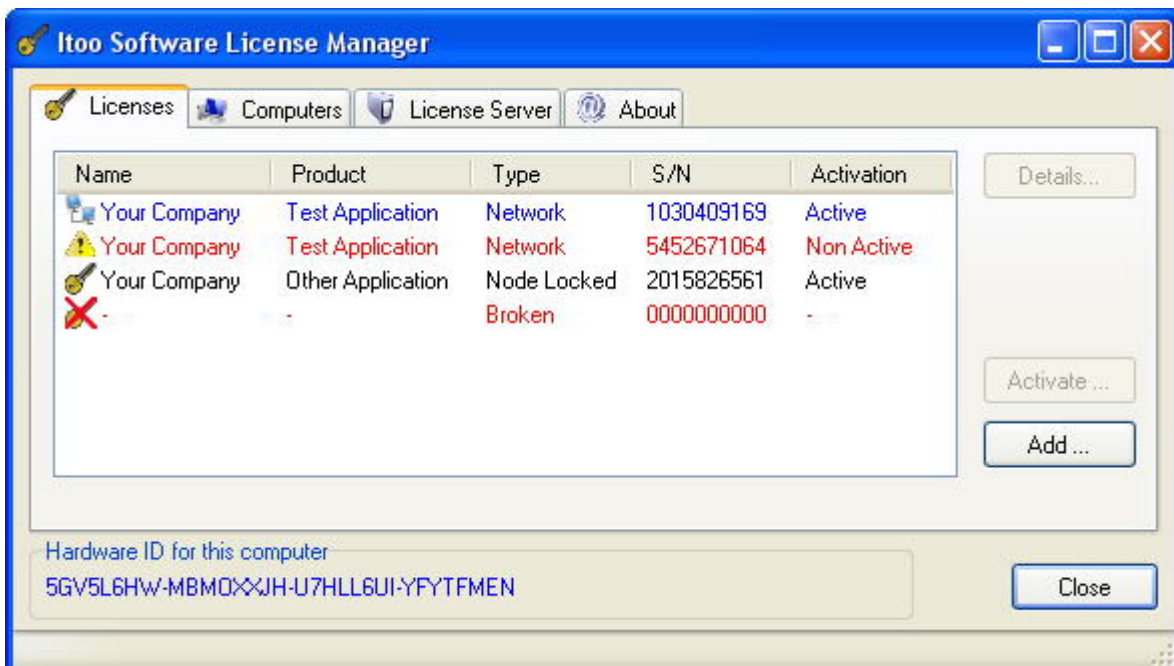 Itoo Software License Manager
Licenses Computers License Server About
Name Product Type S/N Activation
Your Company Test Application Network 1030409169 Active
Your Company Test Application Network 5452671064 Non Active
Your Company Other Application Node Locked 2015826561 Active
- - Broken 0000000000 -
Details...
Activate ...
Add ...
Hardware ID for this computer
5GV5L6HW-MBMOXXJH-U7HLL6UI-YFYTFMEN
Close